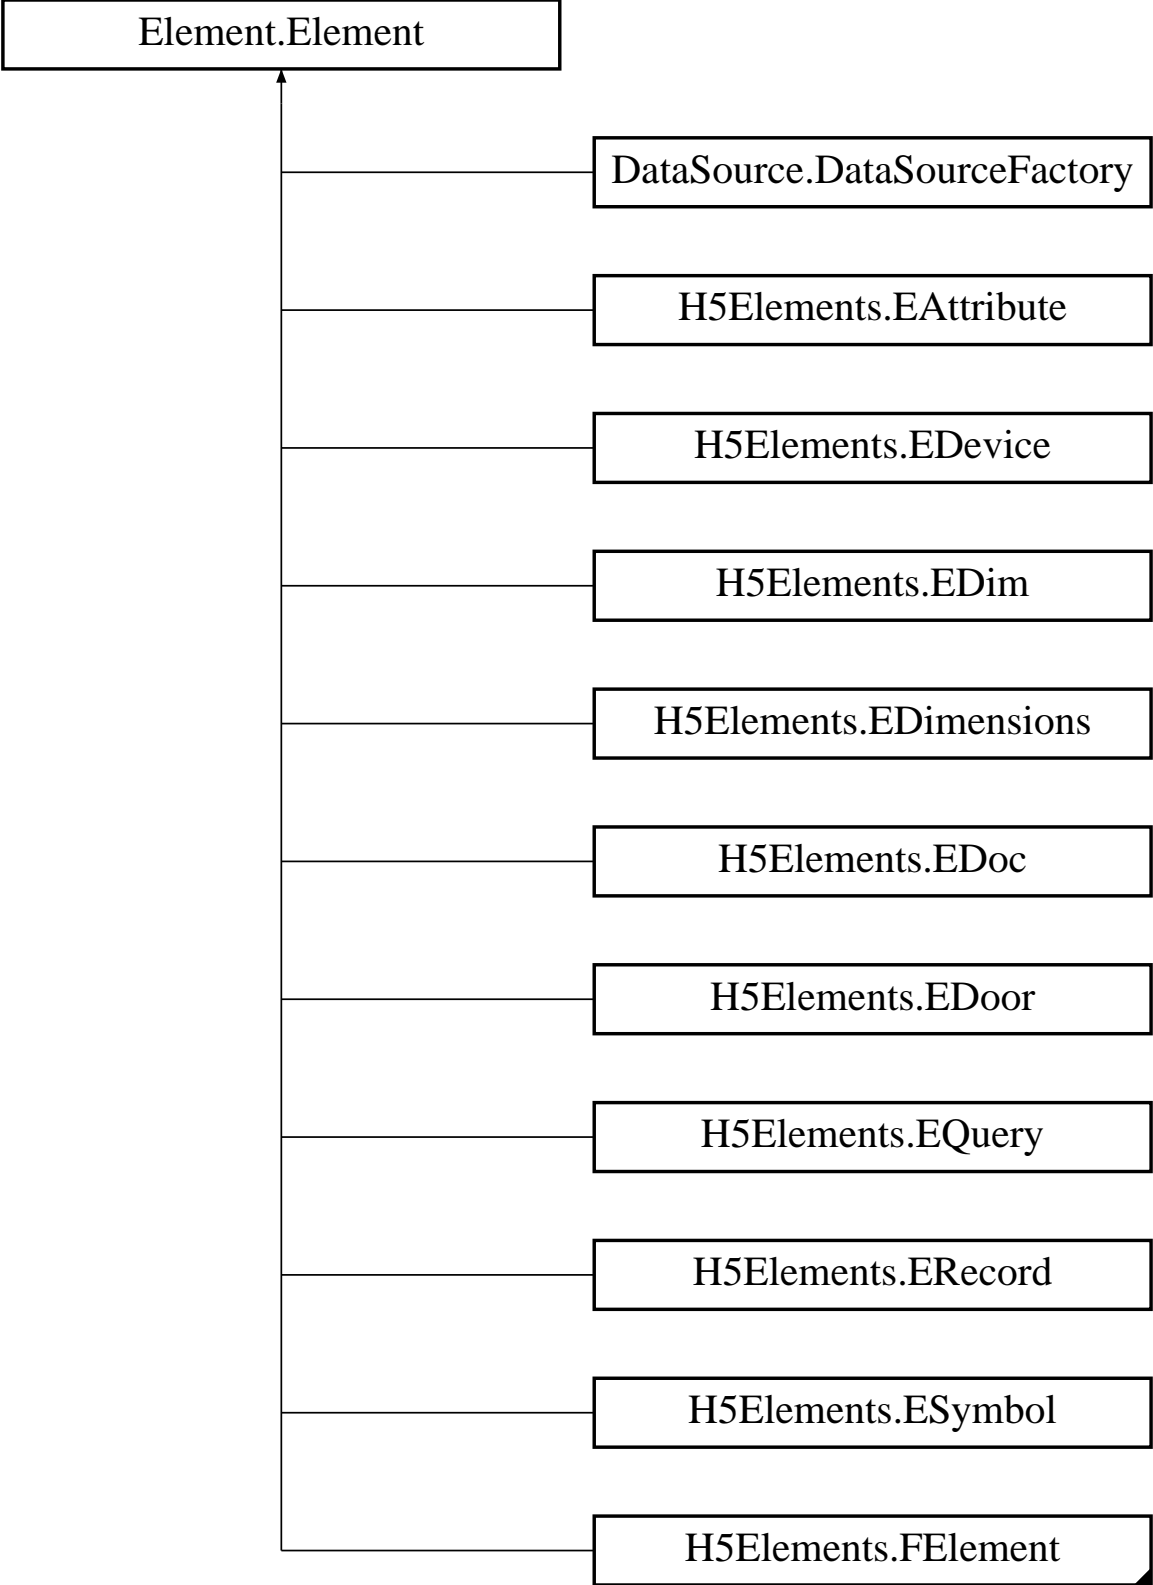 Element.Element
DataSource.DataSourceFactory
H5Elements.EAttribute
H5Elements.EDevice
H5Elements.EDim
H5Elements.EDimensions
H5Elements.EDoc
H5Elements.EDoor
H5Elements.EQuery
H5Elements.ERecord
H5Elements.ESymbol
H5Elements.FElement